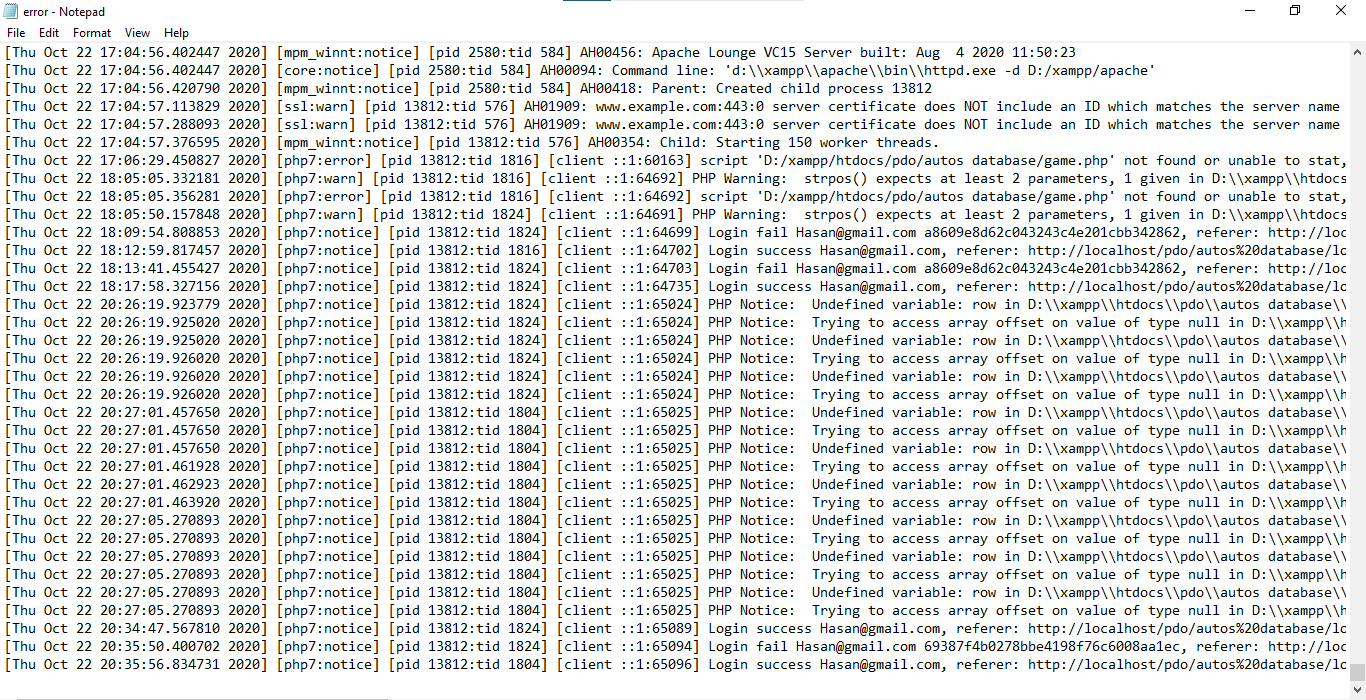 error - Notepad
File Edit Format View Help
[Thu Oct 22 17:04:56.402447 2020] [mpm_winnt:notice] [pid 2580:tid 584] AH00456: Apache Lounge VC15 Server built: Aug  4 2020 11:50:23
[Thu Oct 22 17:04:56.402447 2020] [core:notice] [pid 2580:tid 584] AH00094: Command line: 'd:\\xampp\\apache\\bin\\httpd.exe -d D:/xampp/apache'
[Thu Oct 22 17:04:56.420790 2020] [mpm_winnt:notice] [pid 2580:tid 584] AH00418: Parent: Created child process 13812
[Thu Oct 22 17:04:57.113829 2020] [ssl:warn] [pid 13812:tid 576] AH01909: www.example.com:443:0 server certificate does NOT include an ID which matches the server name
[Thu Oct 22 17:04:57.288093 2020] [ssl:warn] [pid 13812:tid 576] AH01909: www.example.com:443:0 server certificate does NOT include an ID which matches the server name
[Thu Oct 22 17:04:57.376595 2020] [mpm_winnt:notice] [pid 13812:tid 576] AH00354: Child: Starting 150 worker threads.
[Thu Oct 22 17:06:29.450827 2020] [php7:error] [pid 13812:tid 1816] [client ::1:60163] script 'D:/xampp/htdocs/pdo/autos database/game.php' not found or unable to stat,
[Thu Oct 22 18:05:05.332181 2020] [php7:warn] [pid 13812:tid 1816] [client ::1:64692] PHP Warning:  strpos() expects at least 2 parameters, 1 given in D:\\xampp\\htdocs
[Thu Oct 22 18:05:05.356281 2020] [php7:error] [pid 13812:tid 1816] [client ::1:64692] script 'D:/xampp/htdocs/pdo/autos database/game.php' not found or unable to stat,
[Thu Oct 22 18:05:50.157848 2020] [php7:warn] [pid 13812:tid 1824] [client ::1:64691] PHP Warning:  strpos() expects at least 2 parameters, 1 given in D:\\xampp\\htdocs
[Thu Oct 22 18:09:54.808853 2020] [php7:notice] [pid 13812:tid 1824] [client ::1:64699] Login fail Hasan@gmail.com a8609e8d62c043243c4e201cbb342862, referer: http://loc
[Thu Oct 22 18:12:59.817457 2020] [php7:notice] [pid 13812:tid 1816] [client ::1:64702] Login success Hasan@gmail.com, referer: http://localhost/pdo/autos%20database/lo
[Thu Oct 22 18:13:41.455427 2020] [php7:notice] [pid 13812:tid 1824] [client ::1:64703] Login fail Hasan@gmail.com a8609e8d62c043243c4e201cbb342862, referer: http://loc
[Thu Oct 22 18:17:58.327156 2020] [php7:notice] [pid 13812:tid 1824] [client ::1:64735] Login success Hasan@gmail.com, referer: http://localhost/pdo/autos%20database/lo
[Thu Oct 22 20:26:19.923779 2020] [php7:notice] [pid 13812:tid 1824] [client ::1:65024] PHP Notice:  Undefined variable: row in D:\\xampp\\htdocs\\pdo\\autos database\\
[Thu Oct 22 20:26:19.925020 2020] [php7:notice] [pid 13812:tid 1824] [client ::1:65024] PHP Notice:  Trying to access array offset on value of type null in D:\\xampp\\h
[Thu Oct 22 20:26:19.925020 2020] [php7:notice] [pid 13812:tid 1824] [client ::1:65024] PHP Notice:  Undefined variable: row in D:\\xampp\\htdocs\\pdo\\autos database\\
[Thu Oct 22 20:26:19.926020 2020] [php7:notice] [pid 13812:tid 1824] [client ::1:65024] PHP Notice:  Trying to access array offset on value of type null in D:\\xampp\\h
[Thu Oct 22 20:26:19.926020 2020] [php7:notice] [pid 13812:tid 1824] [client ::1:65024] PHP Notice:  Undefined variable: row in D:\\xampp\\htdocs\\pdo\\autos database\\
[Thu Oct 22 20:26:19.926020 2020] [php7:notice] [pid 13812:tid 1824] [client ::1:65024] PHP Notice:  Trying to access array offset on value of type null in D:\\xampp\\h
[Thu Oct 22 20:27:01.457650 2020] [php7:notice] [pid 13812:tid 1804] [client ::1:65025] PHP Notice:  Undefined variable: row in D:\\xampp\\htdocs\\pdo\\autos database\\
[Thu Oct 22 20:27:01.457650 2020] [php7:notice] [pid 13812:tid 1804] [client ::1:65025] PHP Notice:  Trying to access array offset on value of type null in D:\\xampp\\h
[Thu Oct 22 20:27:01.457650 2020] [php7:notice] [pid 13812:tid 1804] [client ::1:65025] PHP Notice:  Undefined variable: row in D:\\xampp\\htdocs\\pdo\\autos database\\
[Thu Oct 22 20:27:01.461928 2020] [php7:notice] [pid 13812:tid 1804] [client ::1:65025] PHP Notice:  Trying to access array offset on value of type null in D:\\xampp\\h
[Thu Oct 22 20:27:01.462923 2020] [php7:notice] [pid 13812:tid 1804] [client ::1:65025] PHP Notice:  Undefined variable: row in D:\\xampp\\htdocs\\pdo\\autos database\\
[Thu Oct 22 20:27:01.463920 2020] [php7:notice] [pid 13812:tid 1804] [client ::1:65025] PHP Notice:  Trying to access array offset on value of type null in D:\\xampp\\h
[Thu Oct 22 20:27:05.270893 2020] [php7:notice] [pid 13812:tid 1804] [client ::1:65025] PHP Notice:  Undefined variable: row in D:\\xampp\\htdocs\\pdo\\autos database\\
[Thu Oct 22 20:27:05.270893 2020] [php7:notice] [pid 13812:tid 1804] [client ::1:65025] PHP Notice:  Trying to access array offset on value of type null in D:\\xampp\\h
[Thu Oct 22 20:27:05.270893 2020] [php7:notice] [pid 13812:tid 1804] [client ::1:65025] PHP Notice:  Undefined variable: row in D:\\xampp\\htdocs\\pdo\\autos database\\
[Thu Oct 22 20:27:05.270893 2020] [php7:notice] [pid 13812:tid 1804] [client ::1:65025] PHP Notice:  Trying to access array offset on value of type null in D:\\xampp\\h
[Thu Oct 22 20:27:05.270893 2020] [php7:notice] [pid 13812:tid 1804] [client ::1:65025] PHP Notice:  Undefined variable: row in D:\\xampp\\htdocs\\pdo\\autos database\\
[Thu Oct 22 20:27:05.270893 2020] [php7:notice] [pid 13812:tid 1804] [client ::1:65025] PHP Notice:  Trying to access array offset on value of type null in D:\\xampp\\h
[Thu Oct 22 20:34:47.567810 2020] [php7:notice] [pid 13812:tid 1824] [client ::1:65089] Login success Hasan@gmail.com, referer: http://localhost/pdo/autos%20database/lo
[Thu Oct 22 20:35:50.400702 2020] [php7:notice] [pid 13812:tid 1824] [client ::1:65094] Login fail Hasan@gmail.com 69387f4b0278bbe4198f76c6008aa1ec, referer: http://loc
[Thu Oct 22 20:35:56.834731 2020] [php7:notice] [pid 13812:tid 1804] [client ::1:65096] Login success Hasan@gmail.com, referer: http://localhost/pdo/autos%20database/lo